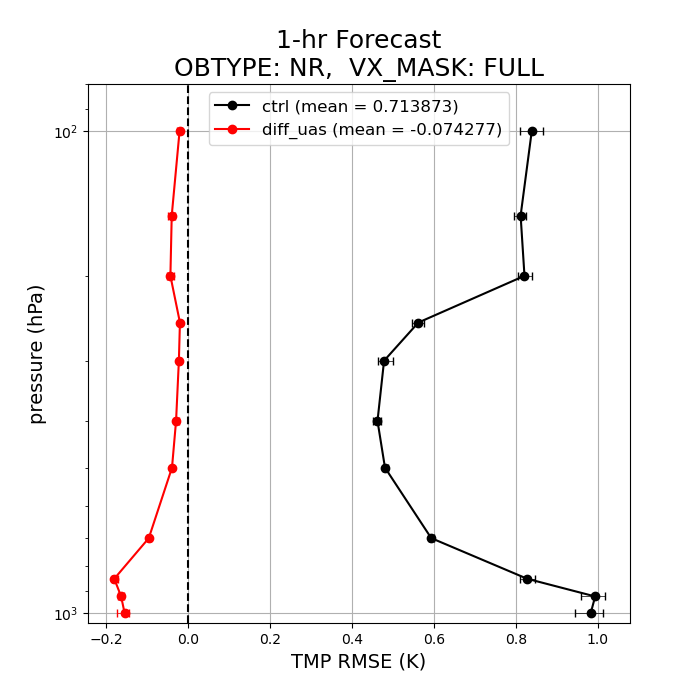 1-hr Forecast
OBTYPE: NR, VX_MASK: FULL
ctrl (mean = 0.713873)
diff_uas (mean = -0.074277)
10²
10³
pressure (hPa)
−0.2 0.0 0.2 0.4 0.6 0.8 1.0
TMP RMSE (K)